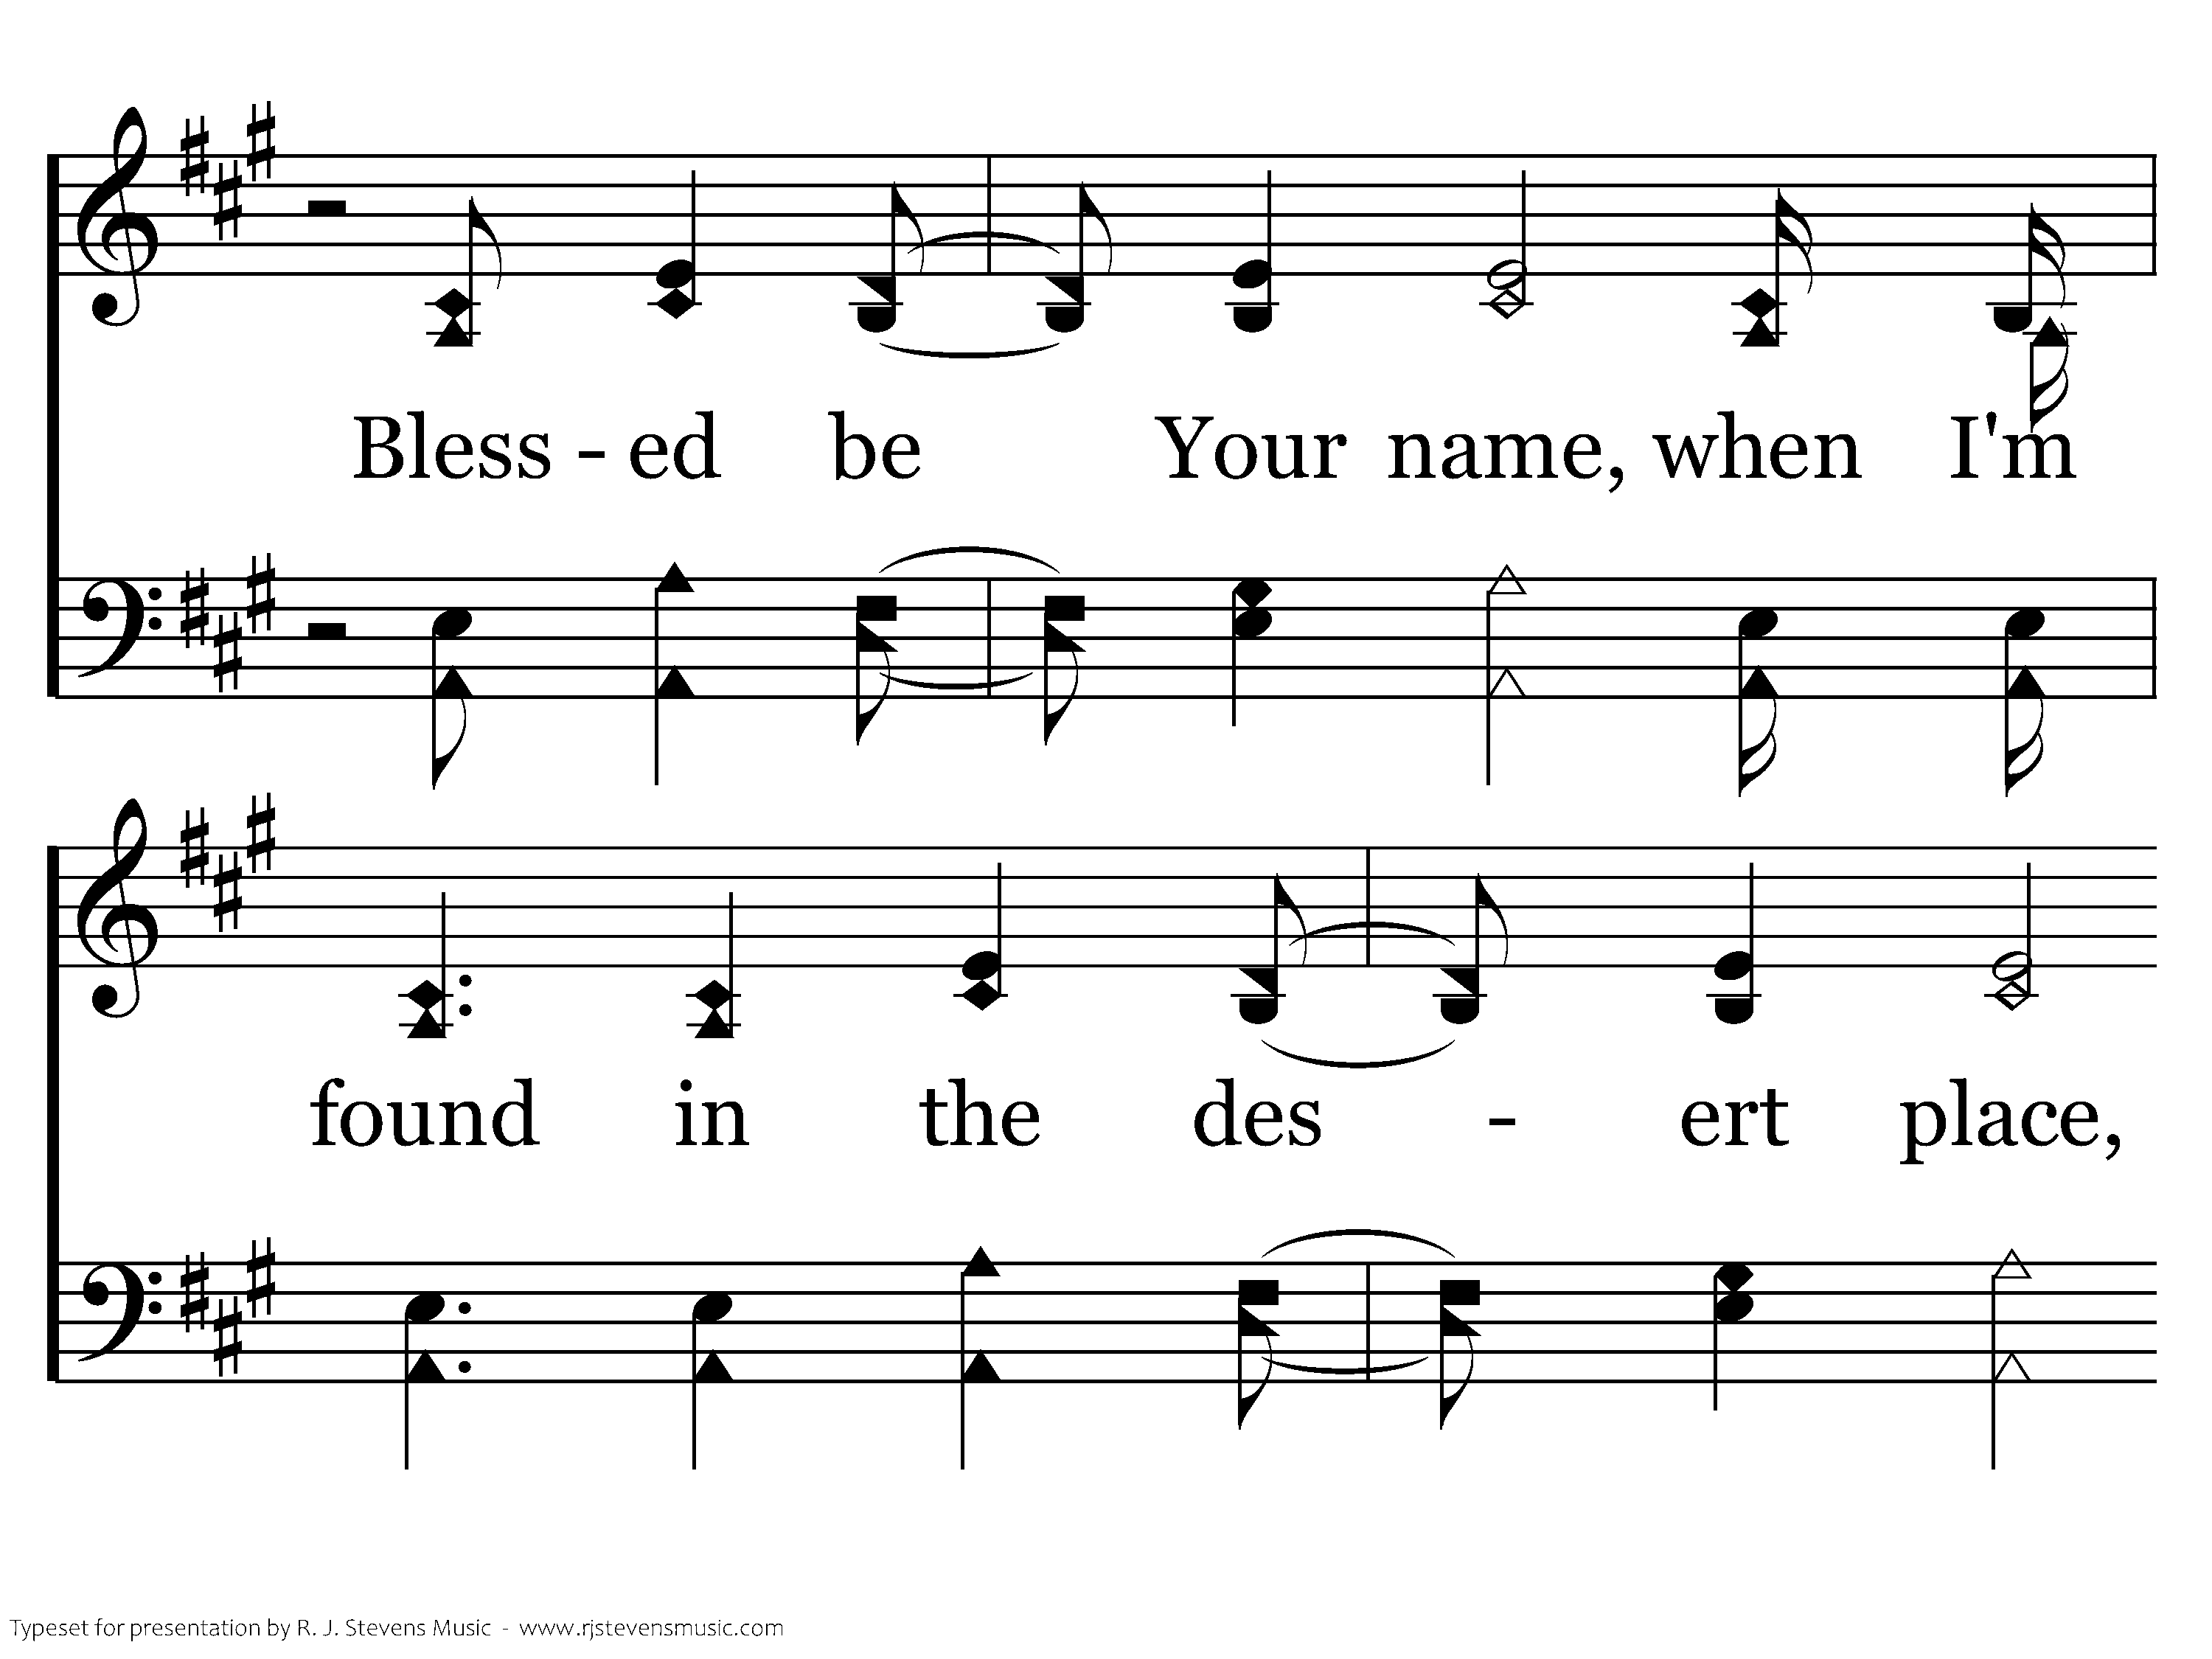 Bless - ed be Your name, when I'm
found in the des - ert place,
Typeset for presentation by R. J. Stevens Music - www.rjstevensmusic.com